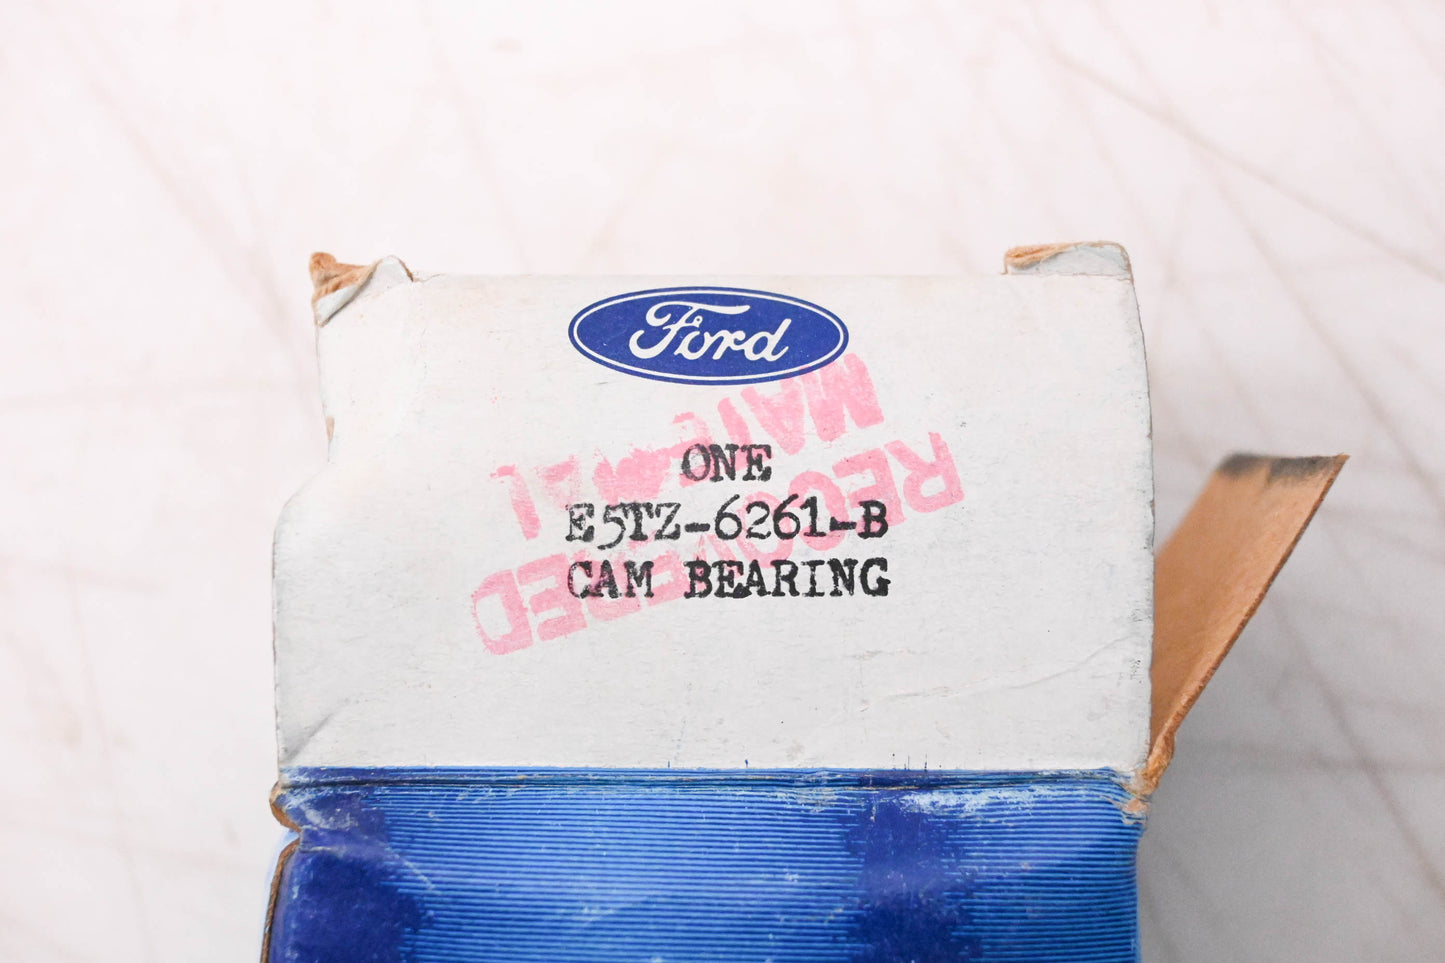 Ford
ONE
E5TZ-6261-B
CAM BEARING
RECOVERED
MATERIAL